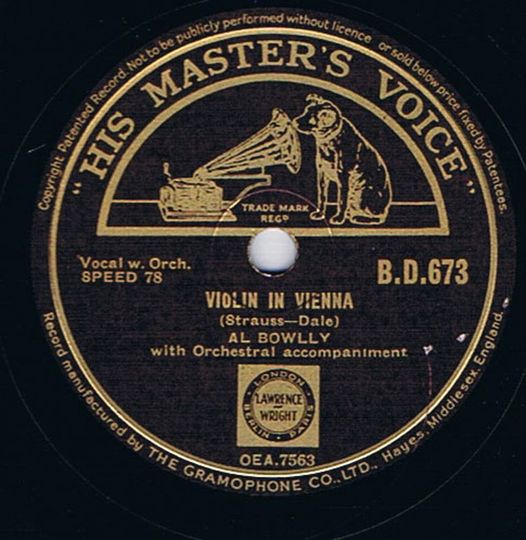 Copyright Patented Record. Not to be publicly performed without licence or sold below price fixed by Patentees.
"HIS MASTER'S VOICE"
TRADE MARK
REGD
Vocal w. Orch.
SPEED 78
B.D.673
VIOLIN IN VIENNA
(Strauss—Dale)
AL BOWLLY
with Orchestral accompaniment
LONDON
LAWRENCE
WRIGHT
BERLIN · PARIS
OEA.7563
Record manufactured by THE GRAMOPHONE CO., LTD., Hayes, Middlesex, England.